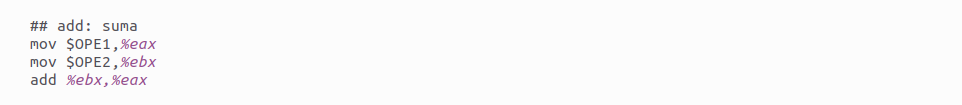 ## add: suma
mov $OPE1,%eax
mov $OPE2,%ebx
add %ebx,%eax